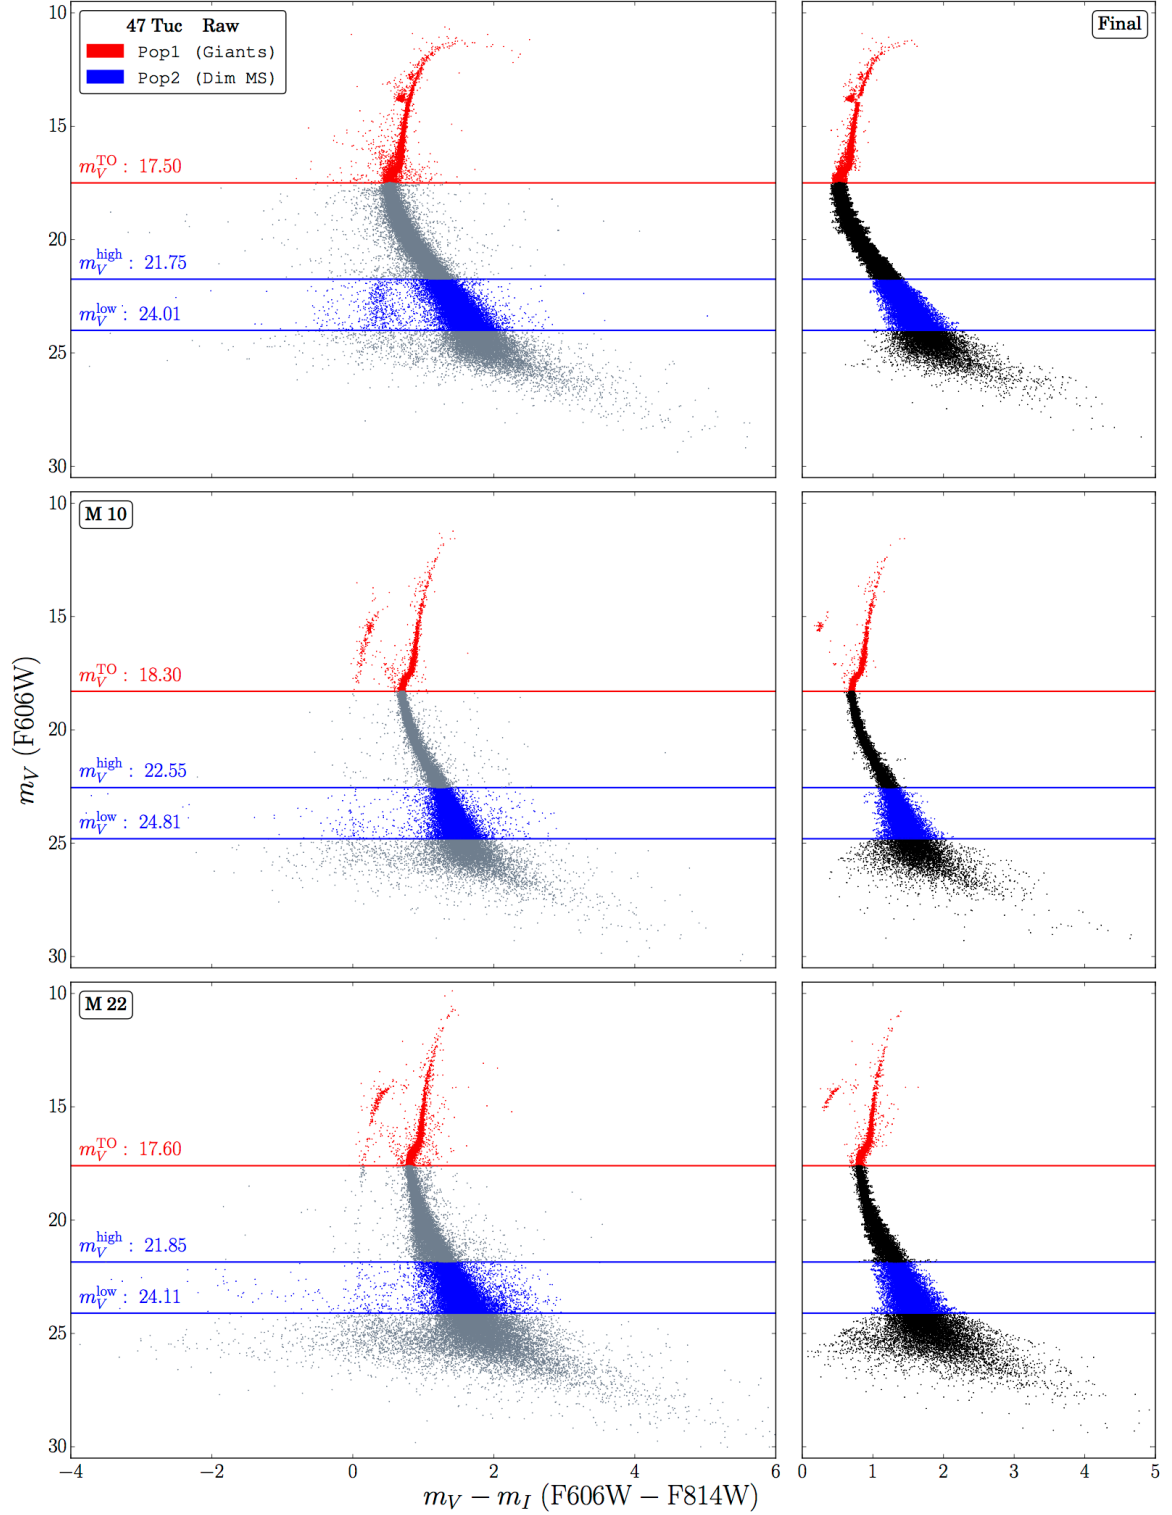 47 Tuc Raw
Pop1 (Giants)
Pop2 (Dim MS)
Final
10
15
20
25
30
m_V^TO : 17.50
m_V^high : 21.75
m_V^low : 24.01
M 10
10
15
20
25
30
m_V^TO : 18.30
m_V^high : 22.55
m_V^low : 24.81
m_V (F606W)
M 22
10
15
20
25
30
m_V^TO : 17.60
m_V^high : 21.85
m_V^low : 24.11
−4 −2 0 2 4 6
0 1 2 3 4 5
m_V − m_I (F606W − F814W)